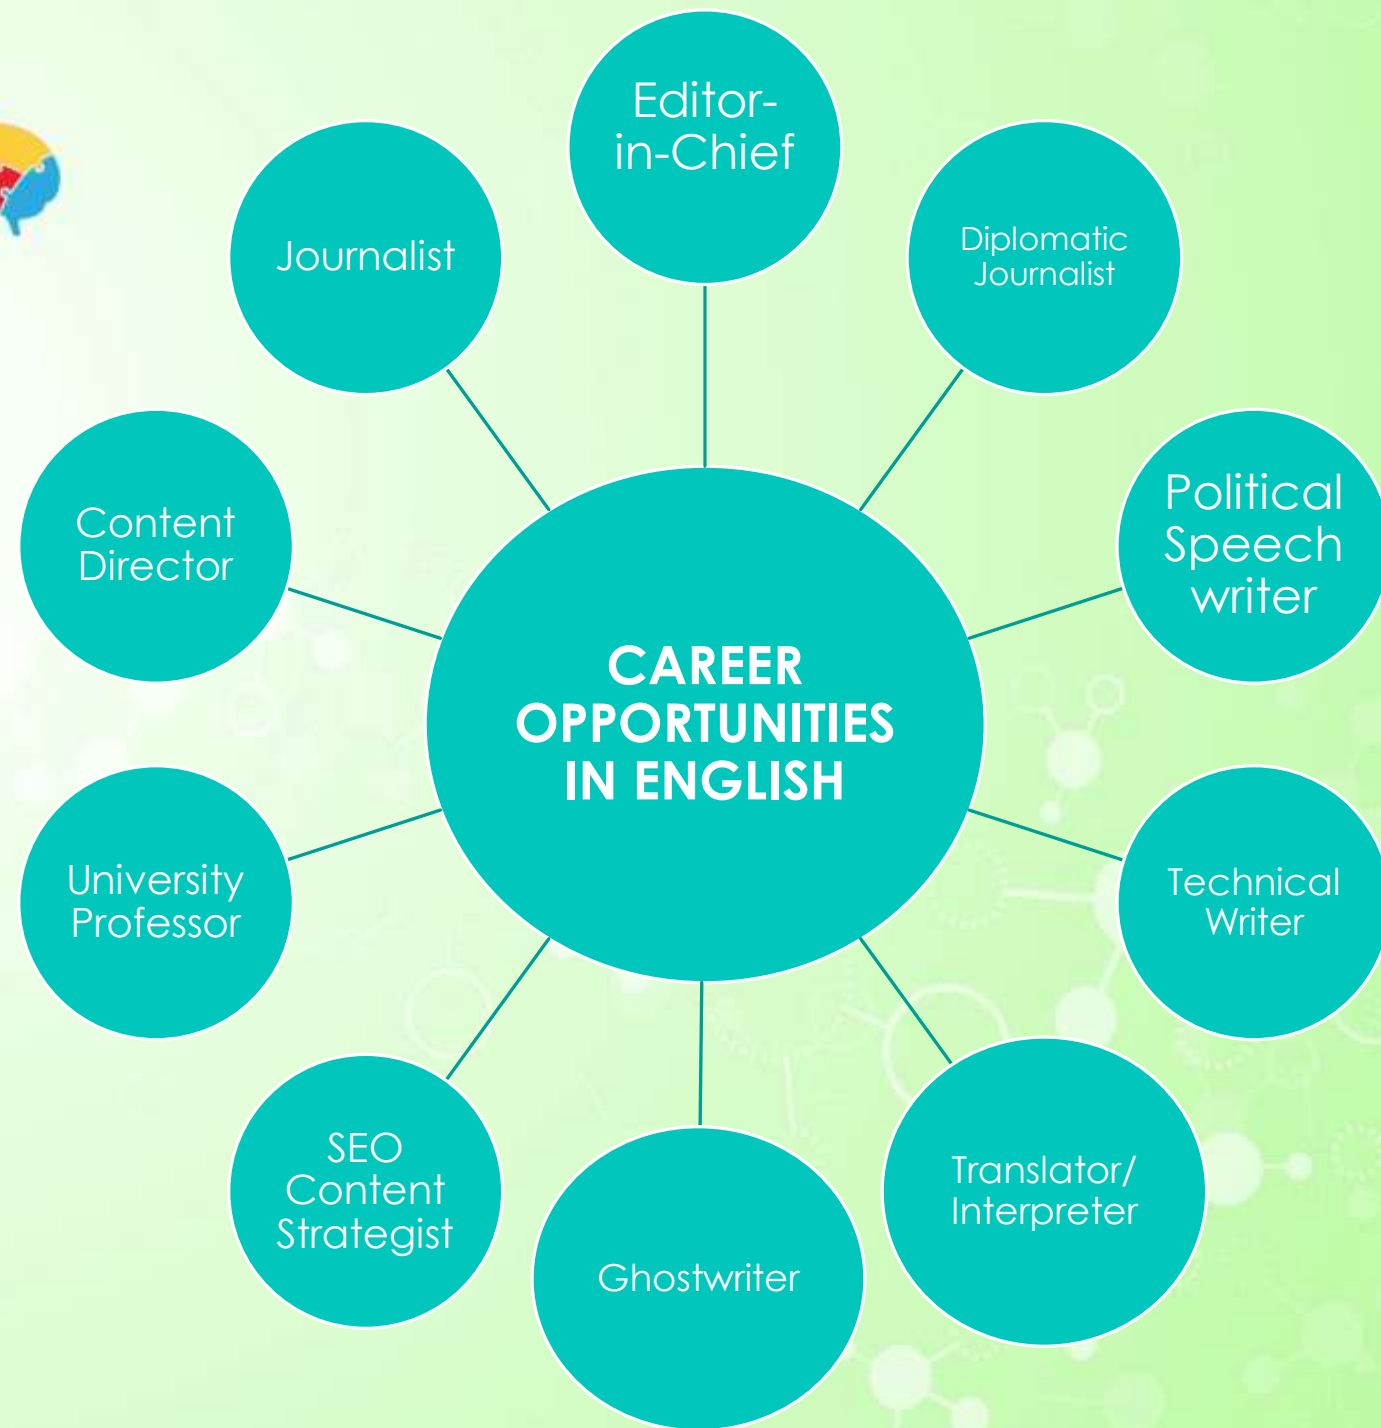 Editor-
in-Chief
Diplomatic
Journalist
Political
Speech
writer
Technical
Writer
Translator/
Interpreter
Ghostwriter
SEO
Content
Strategist
University
Professor
Content
Director
Journalist
CAREER
OPPORTUNITIES
IN ENGLISH